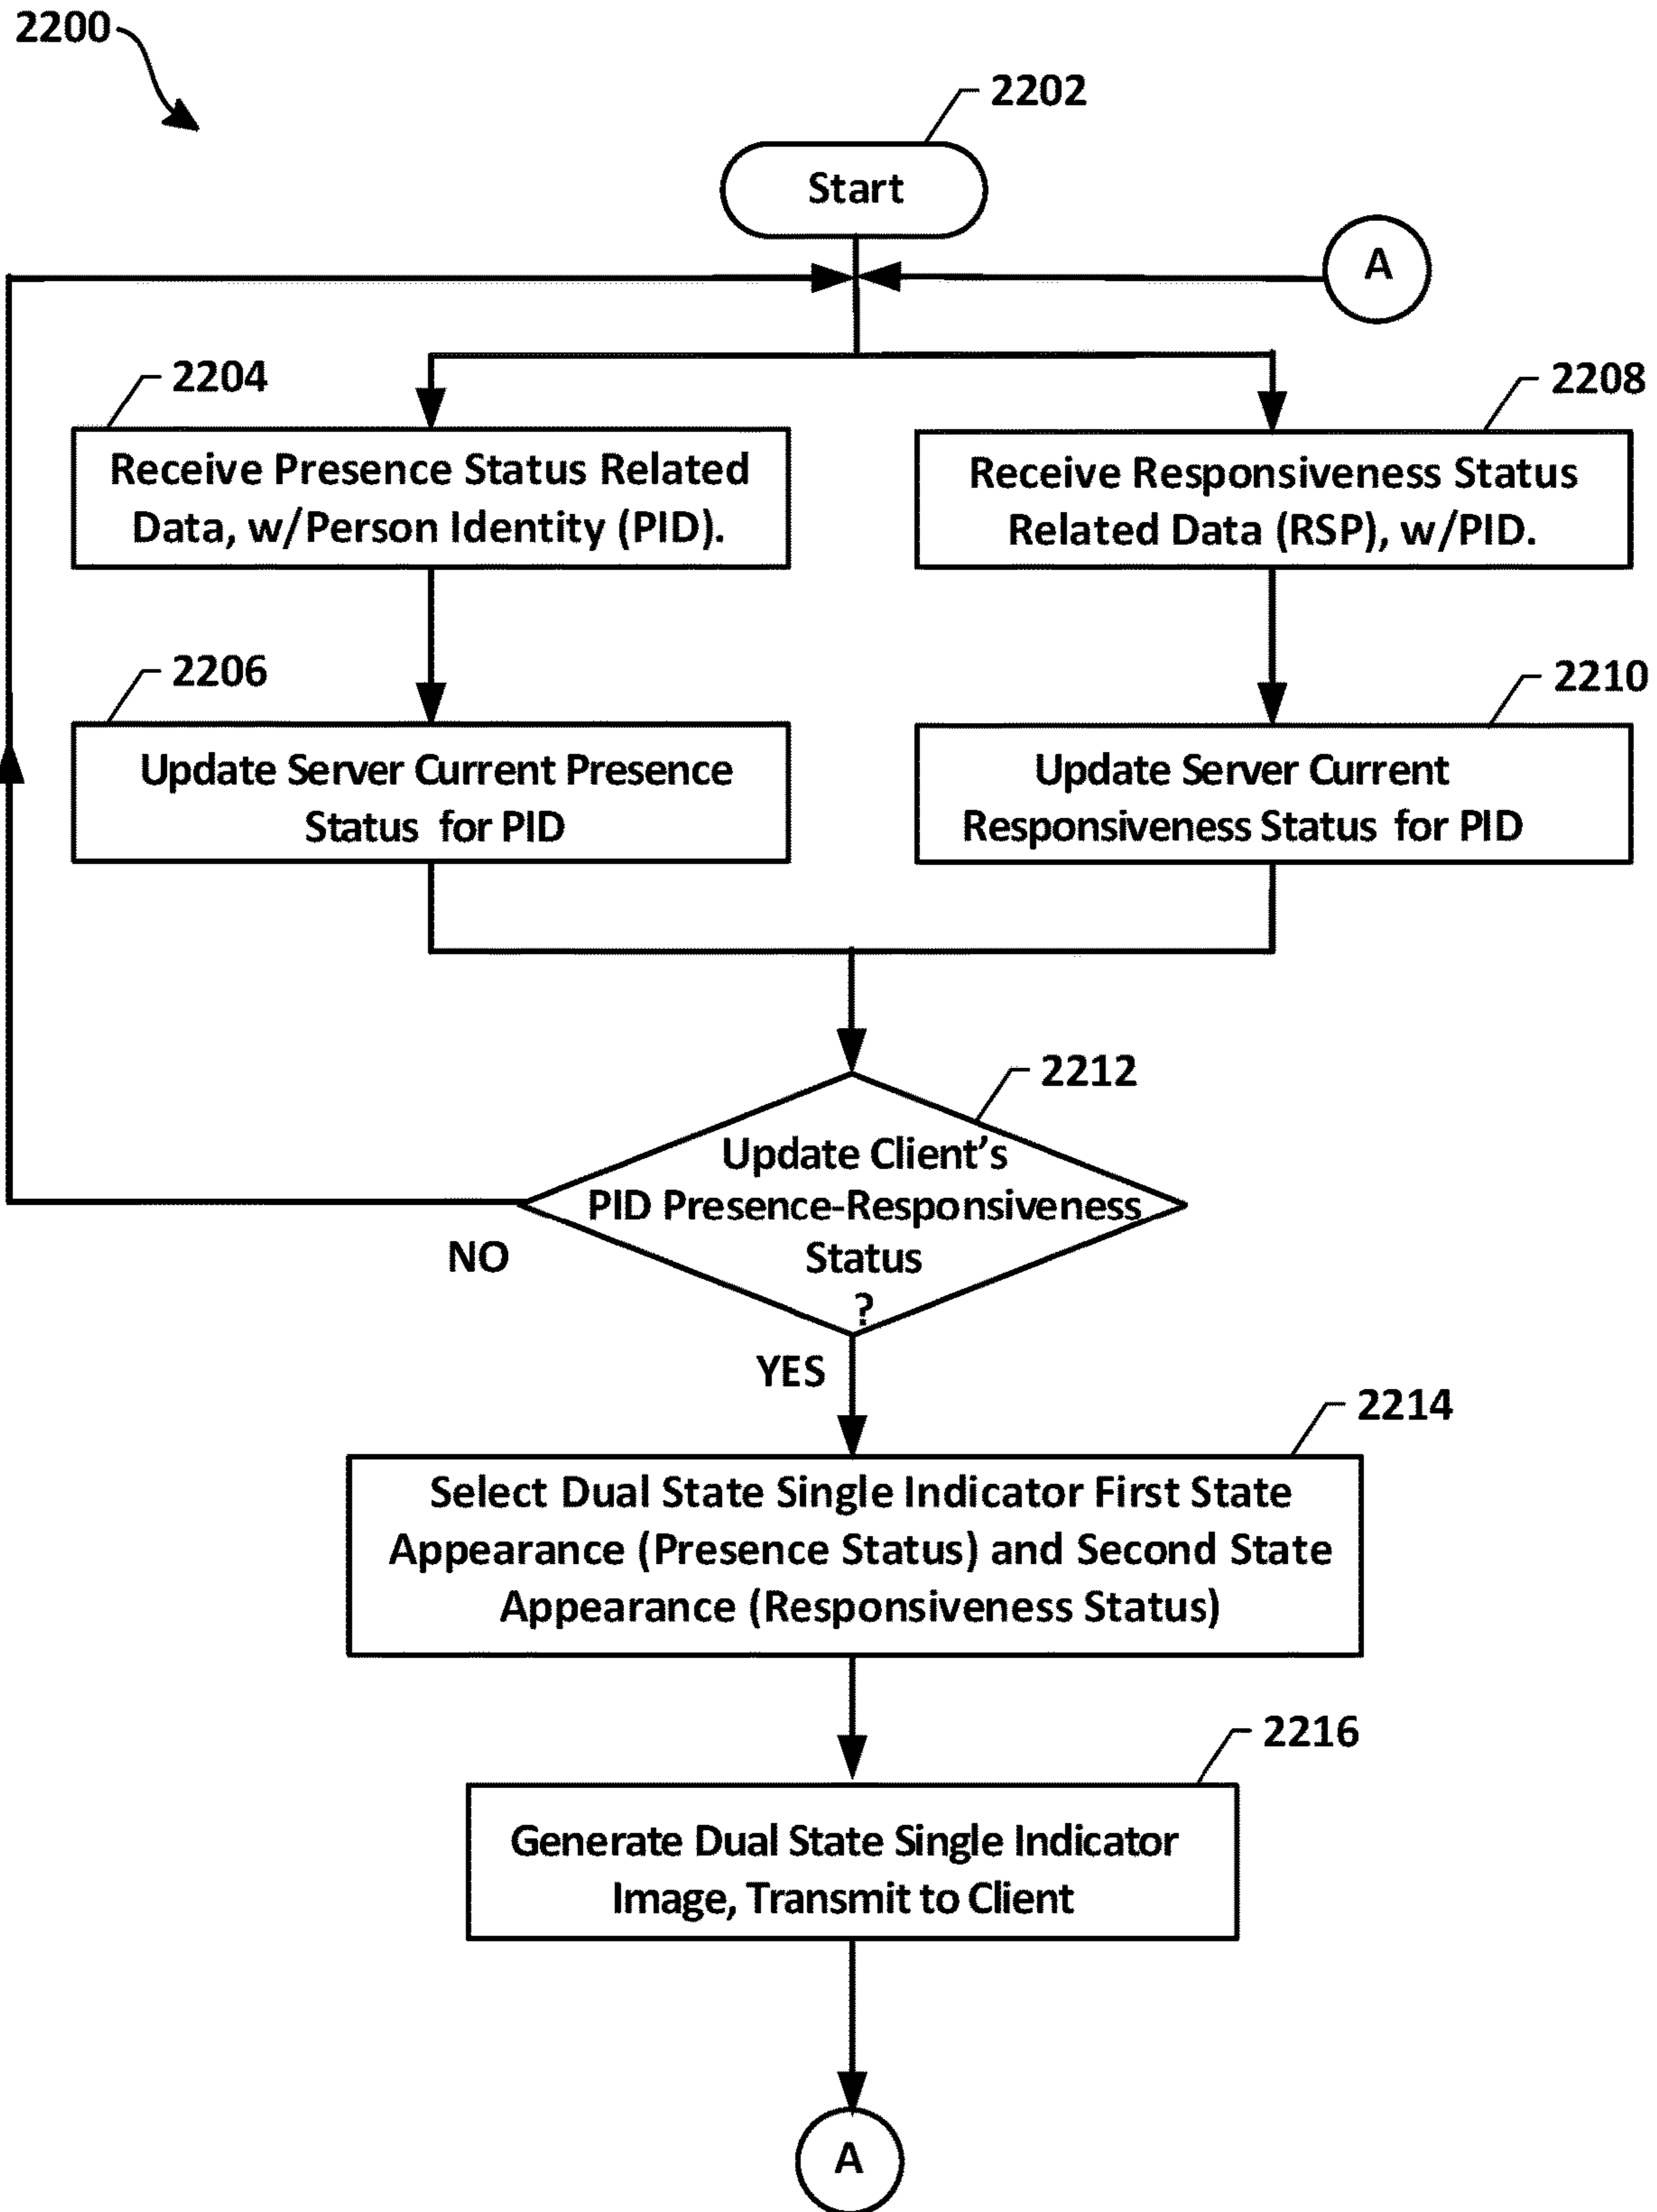 2200
2202
Start
A
2204
Receive Presence Status Related
Data, w/Person Identity (PID).
2208
Receive Responsiveness Status
Related Data (RSP), w/PID.
2206
Update Server Current Presence
Status for PID
2210
Update Server Current
Responsiveness Status for PID
2212
Update Client's
PID Presence-Responsiveness
Status
?
NO
YES
2214
Select Dual State Single Indicator First State
Appearance (Presence Status) and Second State
Appearance (Responsiveness Status)
2216
Generate Dual State Single Indicator
Image, Transmit to Client
A